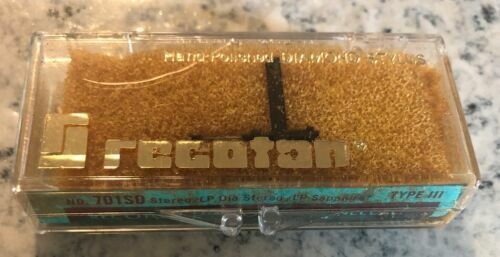 Hand-Polished DIAMOND STYLUS
recoton®
No. 701SD Stereo/LP Dia-Stereo/LP Sapphire TYPE-III